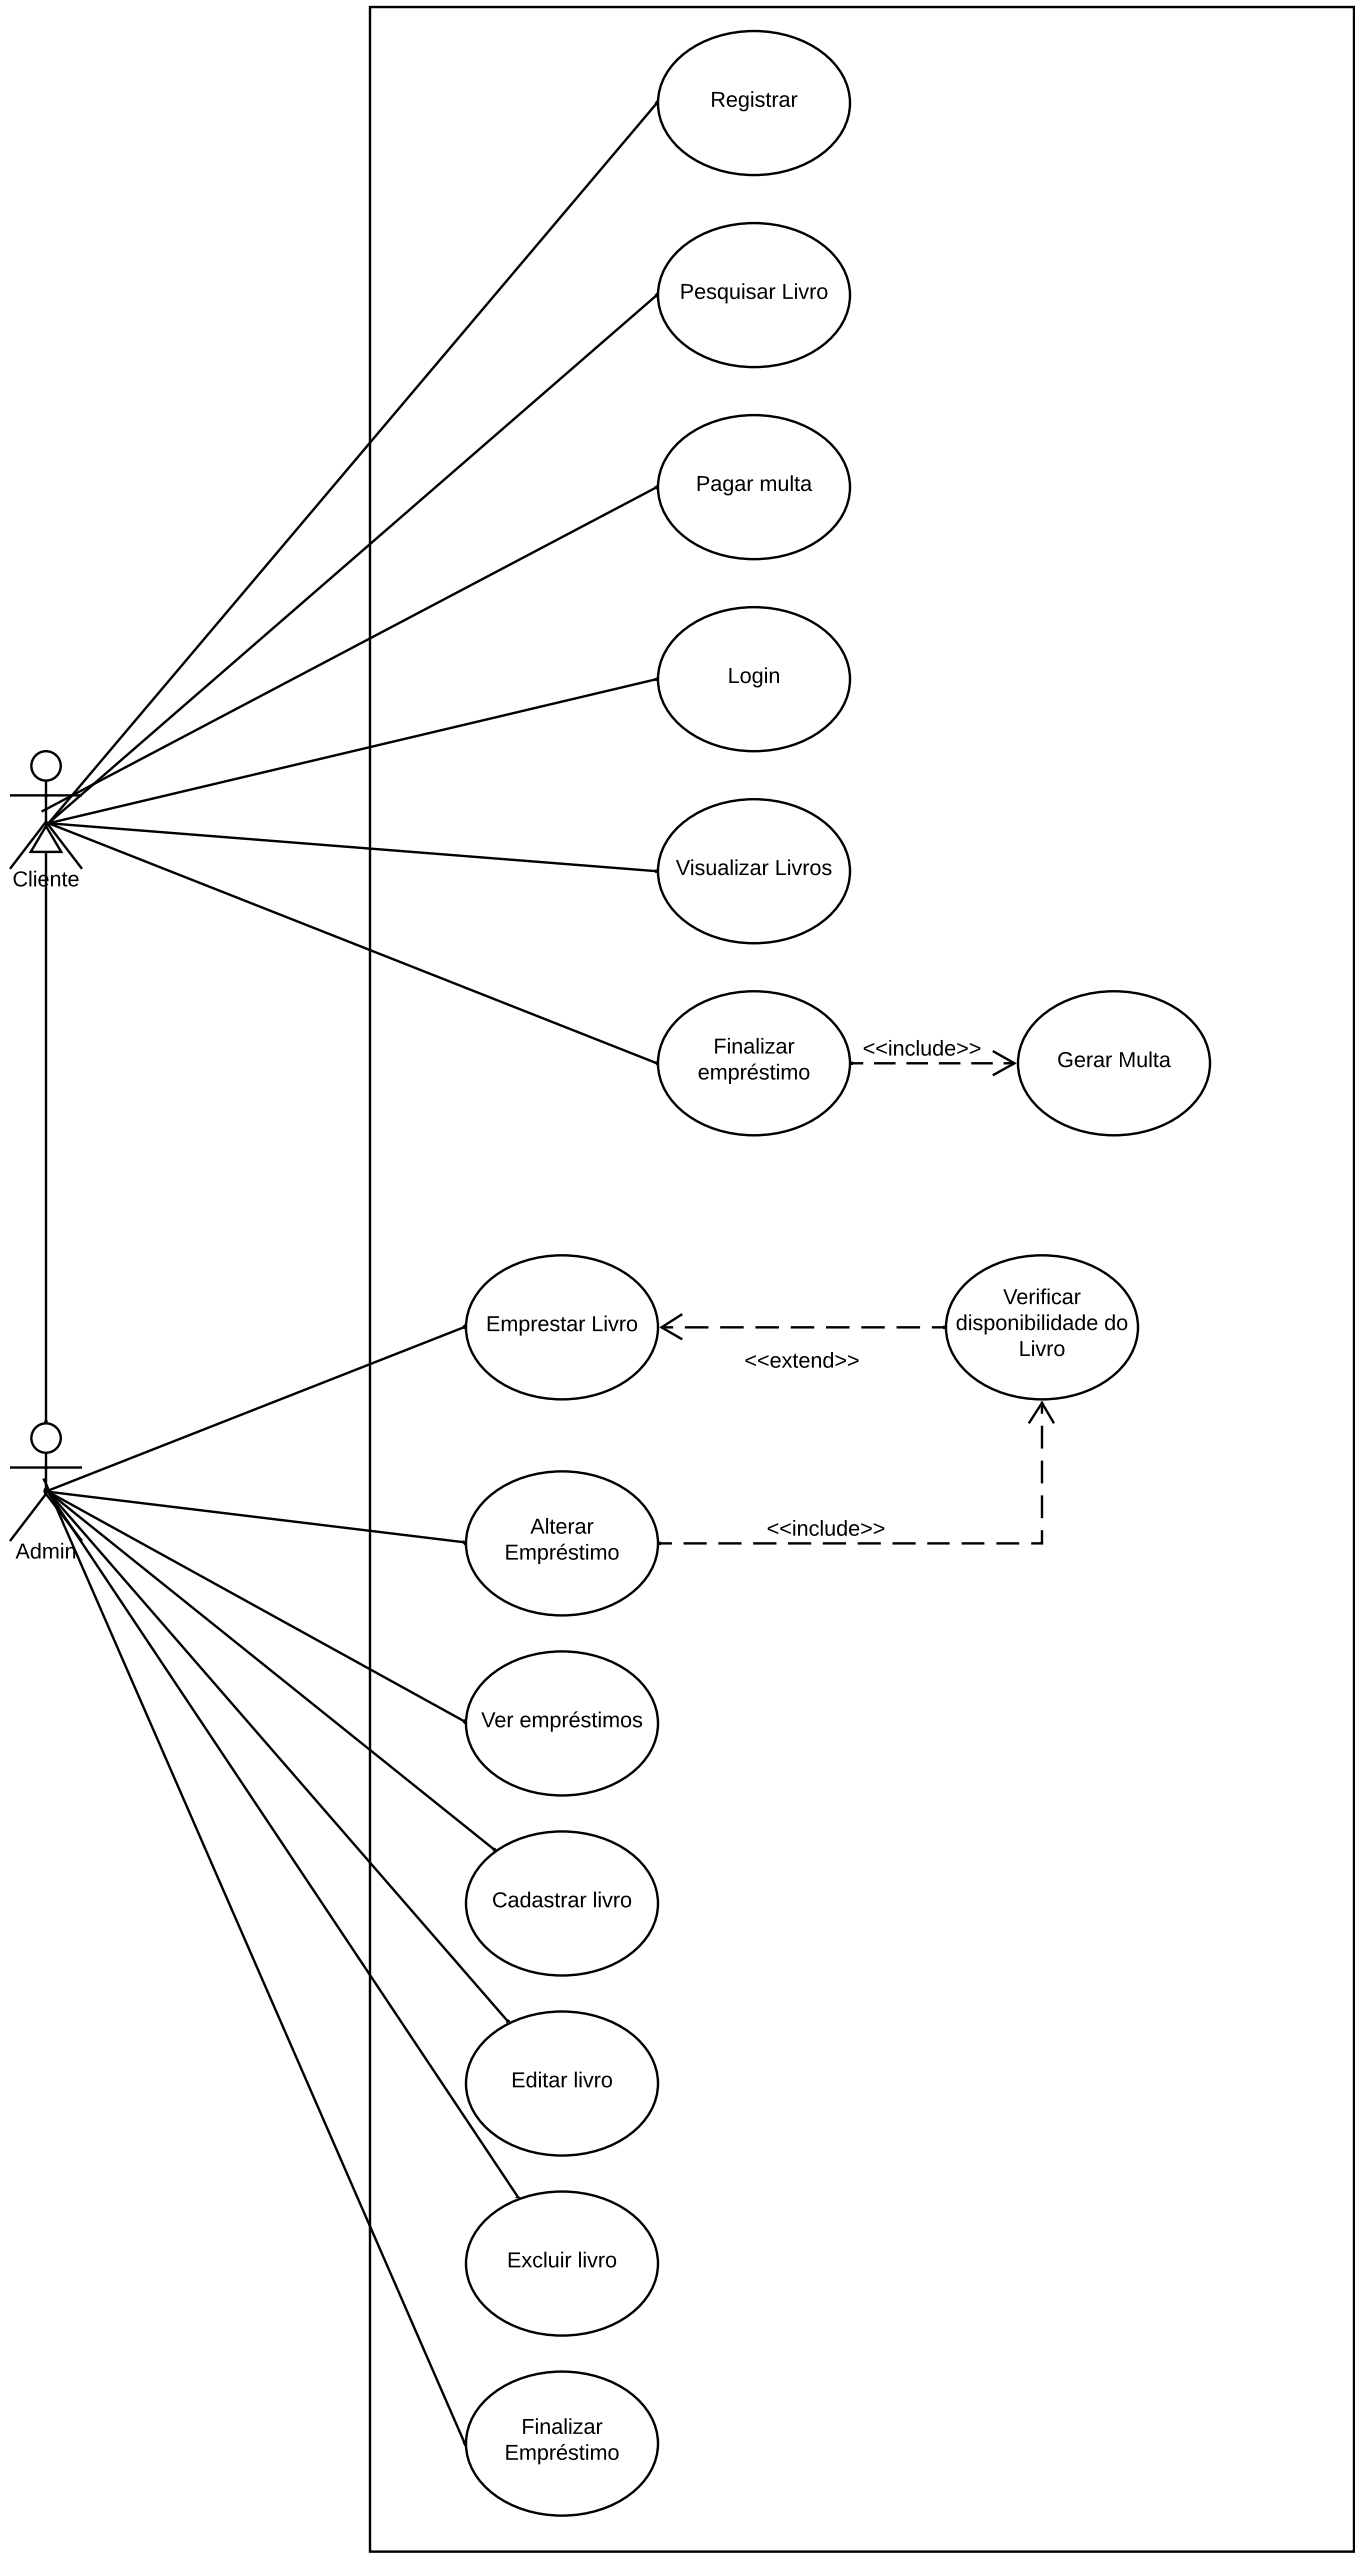 Registrar
Pesquisar Livro
Pagar multa
Login
Visualizar Livros
Cliente
Finalizar
empréstimo
<<include>>
Gerar Multa
Emprestar Livro
<<extend>>
Verificar
disponibilidade do
Livro
Admin
Alterar
Empréstimo
<<include>>
Ver empréstimos
Cadastrar livro
Editar livro
Excluir livro
Finalizar
Empréstimo